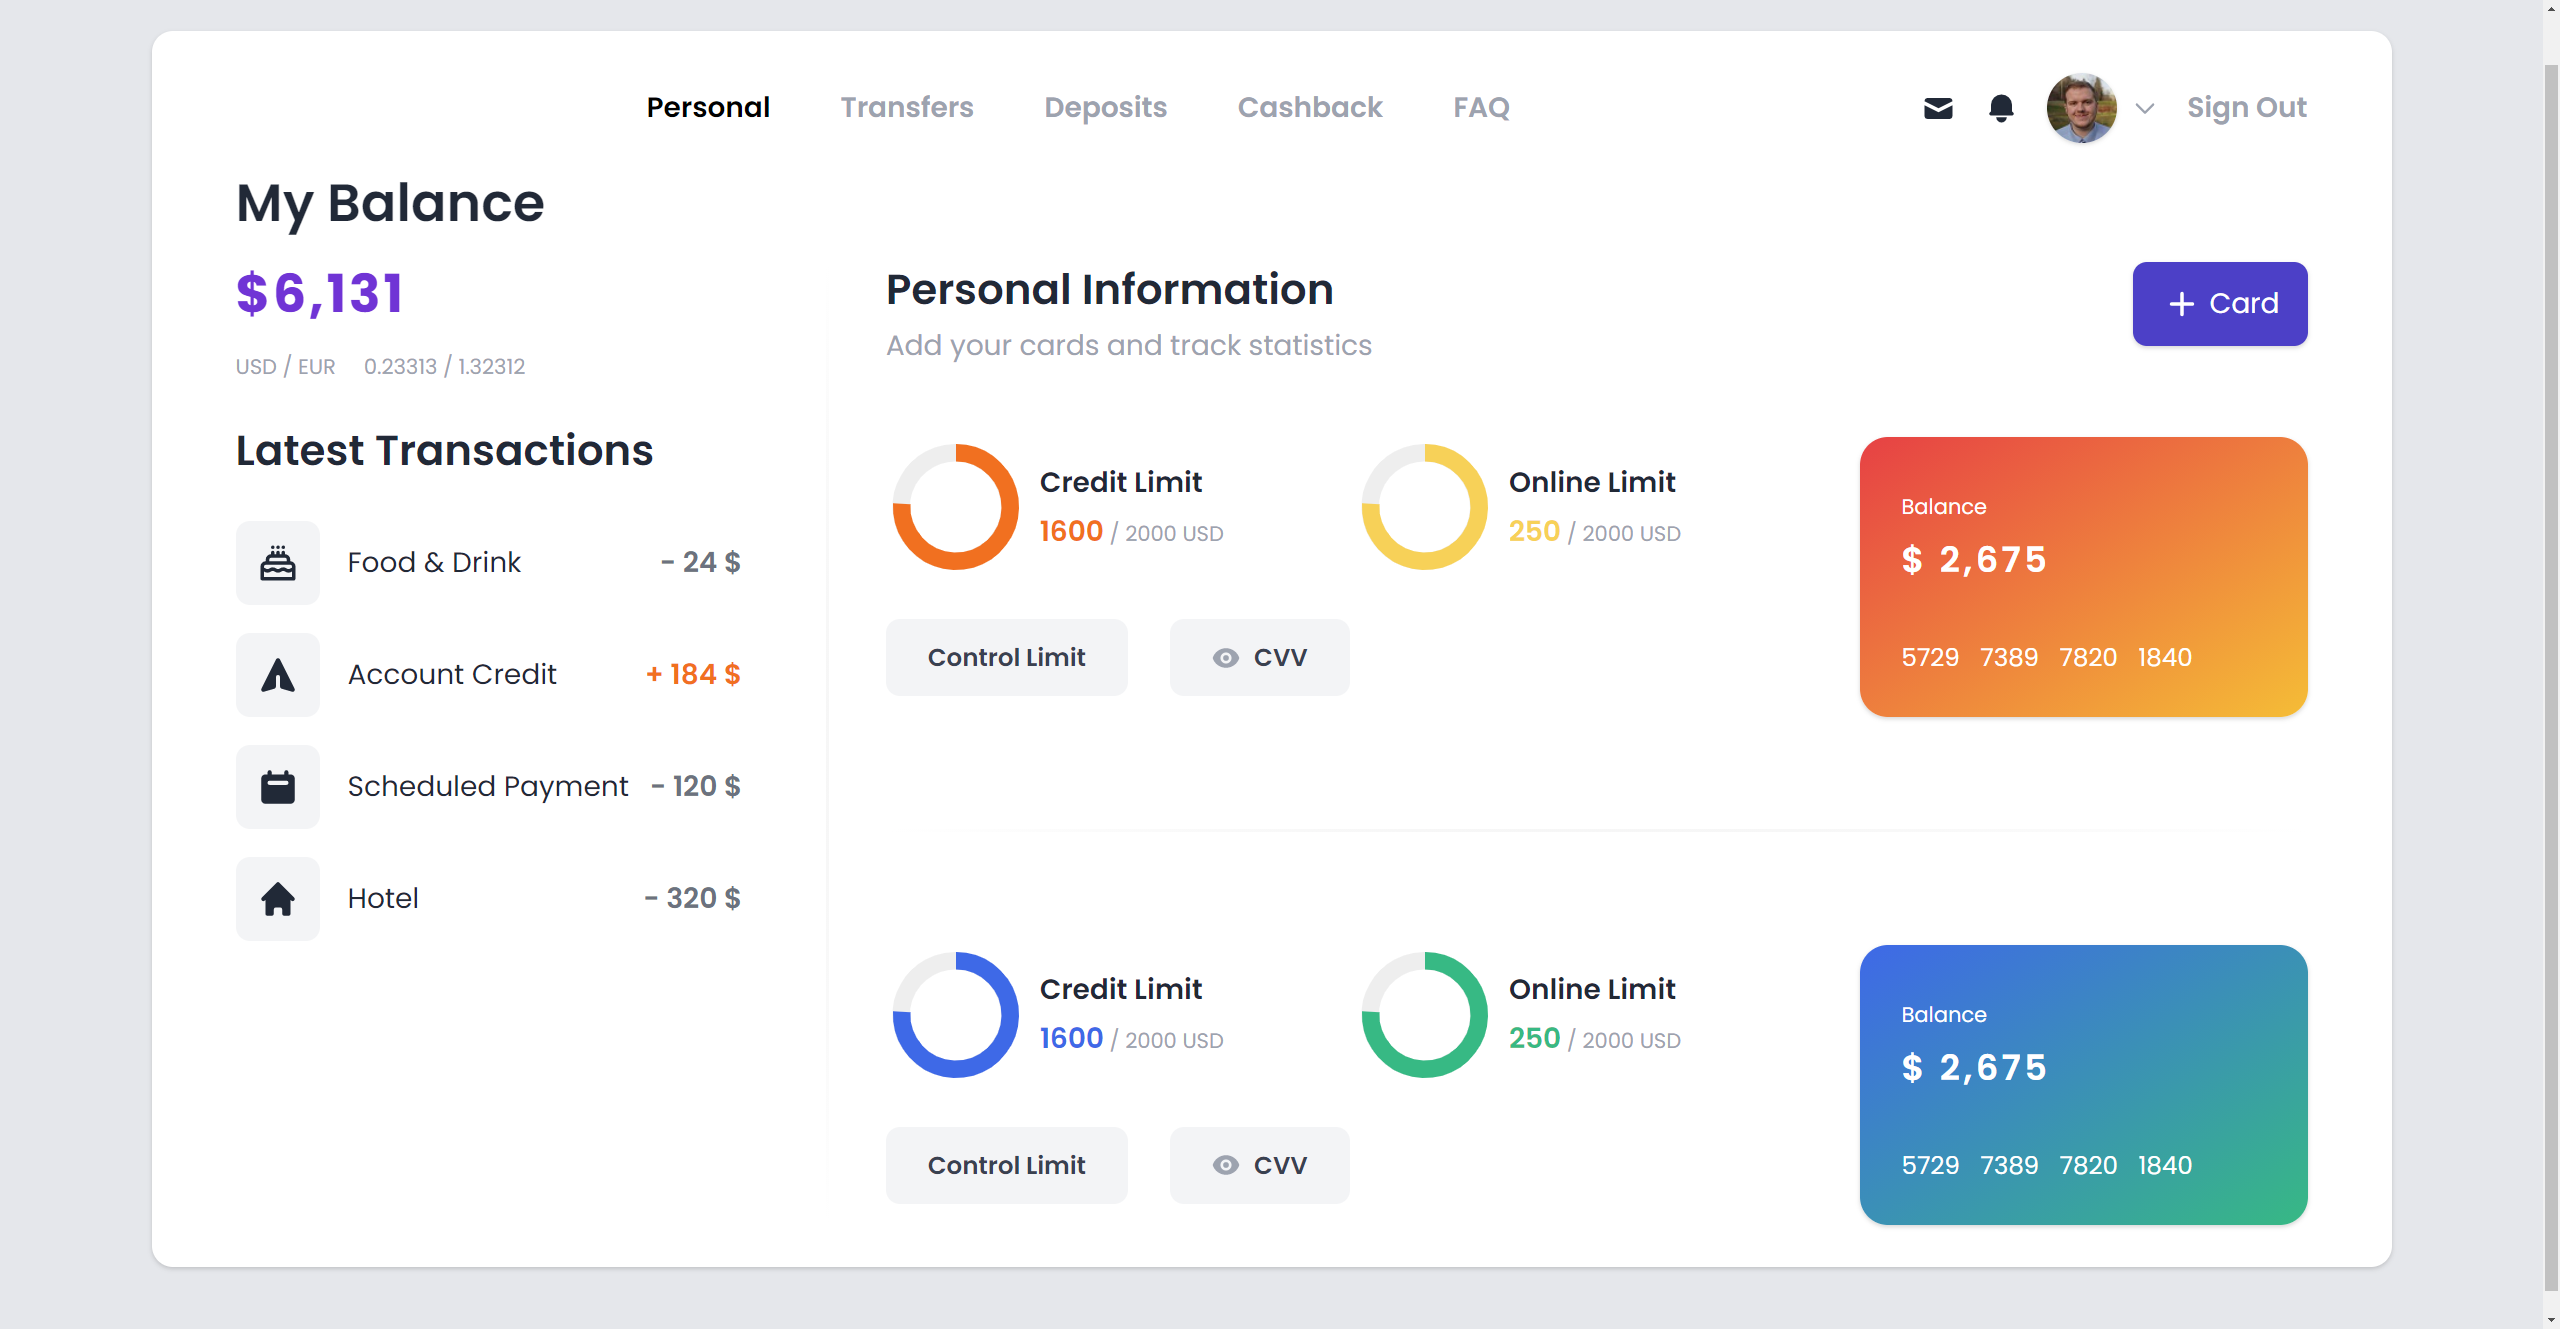 Personal Transfers Deposits Cashback FAQ Sign Out
My Balance
$6,131
USD / EUR 0.23313 / 1.32312
Latest Transactions
Food & Drink - 24 $
Account Credit + 184 $
Scheduled Payment - 120 $
Hotel - 320 $
Personal Information
Add your cards and track statistics
+ Card
Credit Limit
1600 / 2000 USD
Online Limit
250 / 2000 USD
Control Limit
CVV
Balance
$ 2,675
5729 7389 7820 1840
Credit Limit
1600 / 2000 USD
Online Limit
250 / 2000 USD
Control Limit
CVV
Balance
$ 2,675
5729 7389 7820 1840